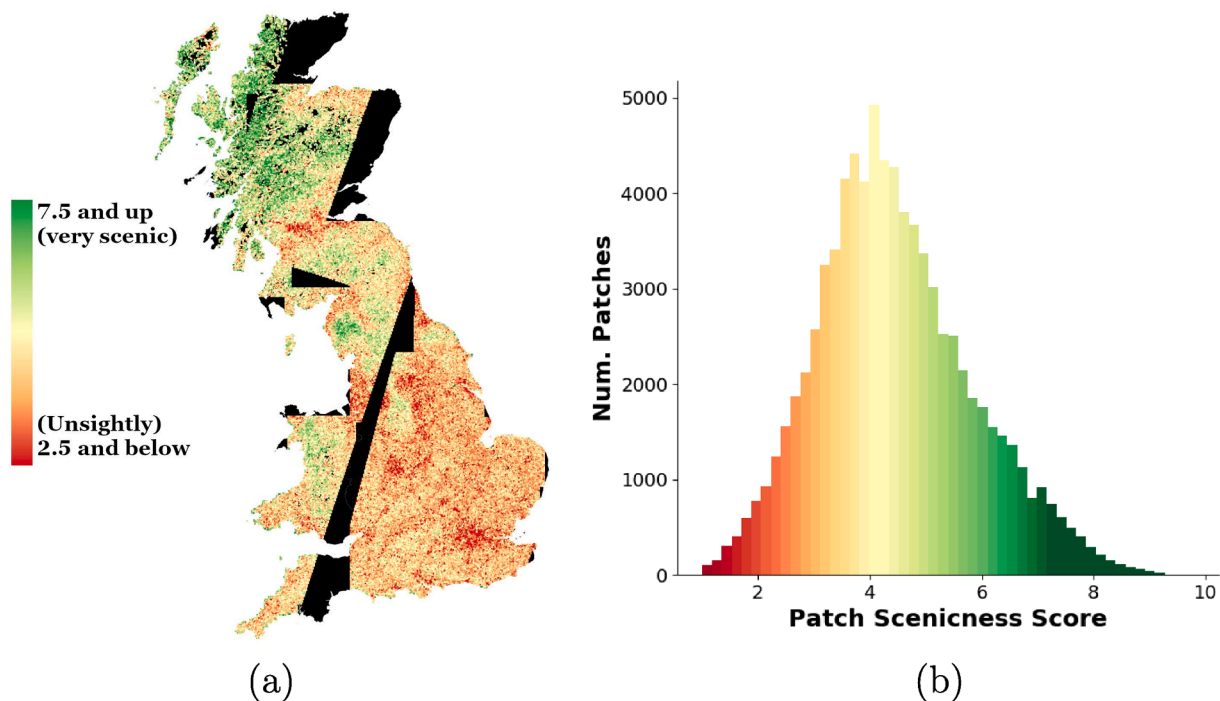 7.5 and up
(very scenic)
(Unsightly)
2.5 and below
(a)
5000
4000
3000
2000
1000
0
Num. Patches
2 4 6 8 10
Patch Scenicness Score
(b)